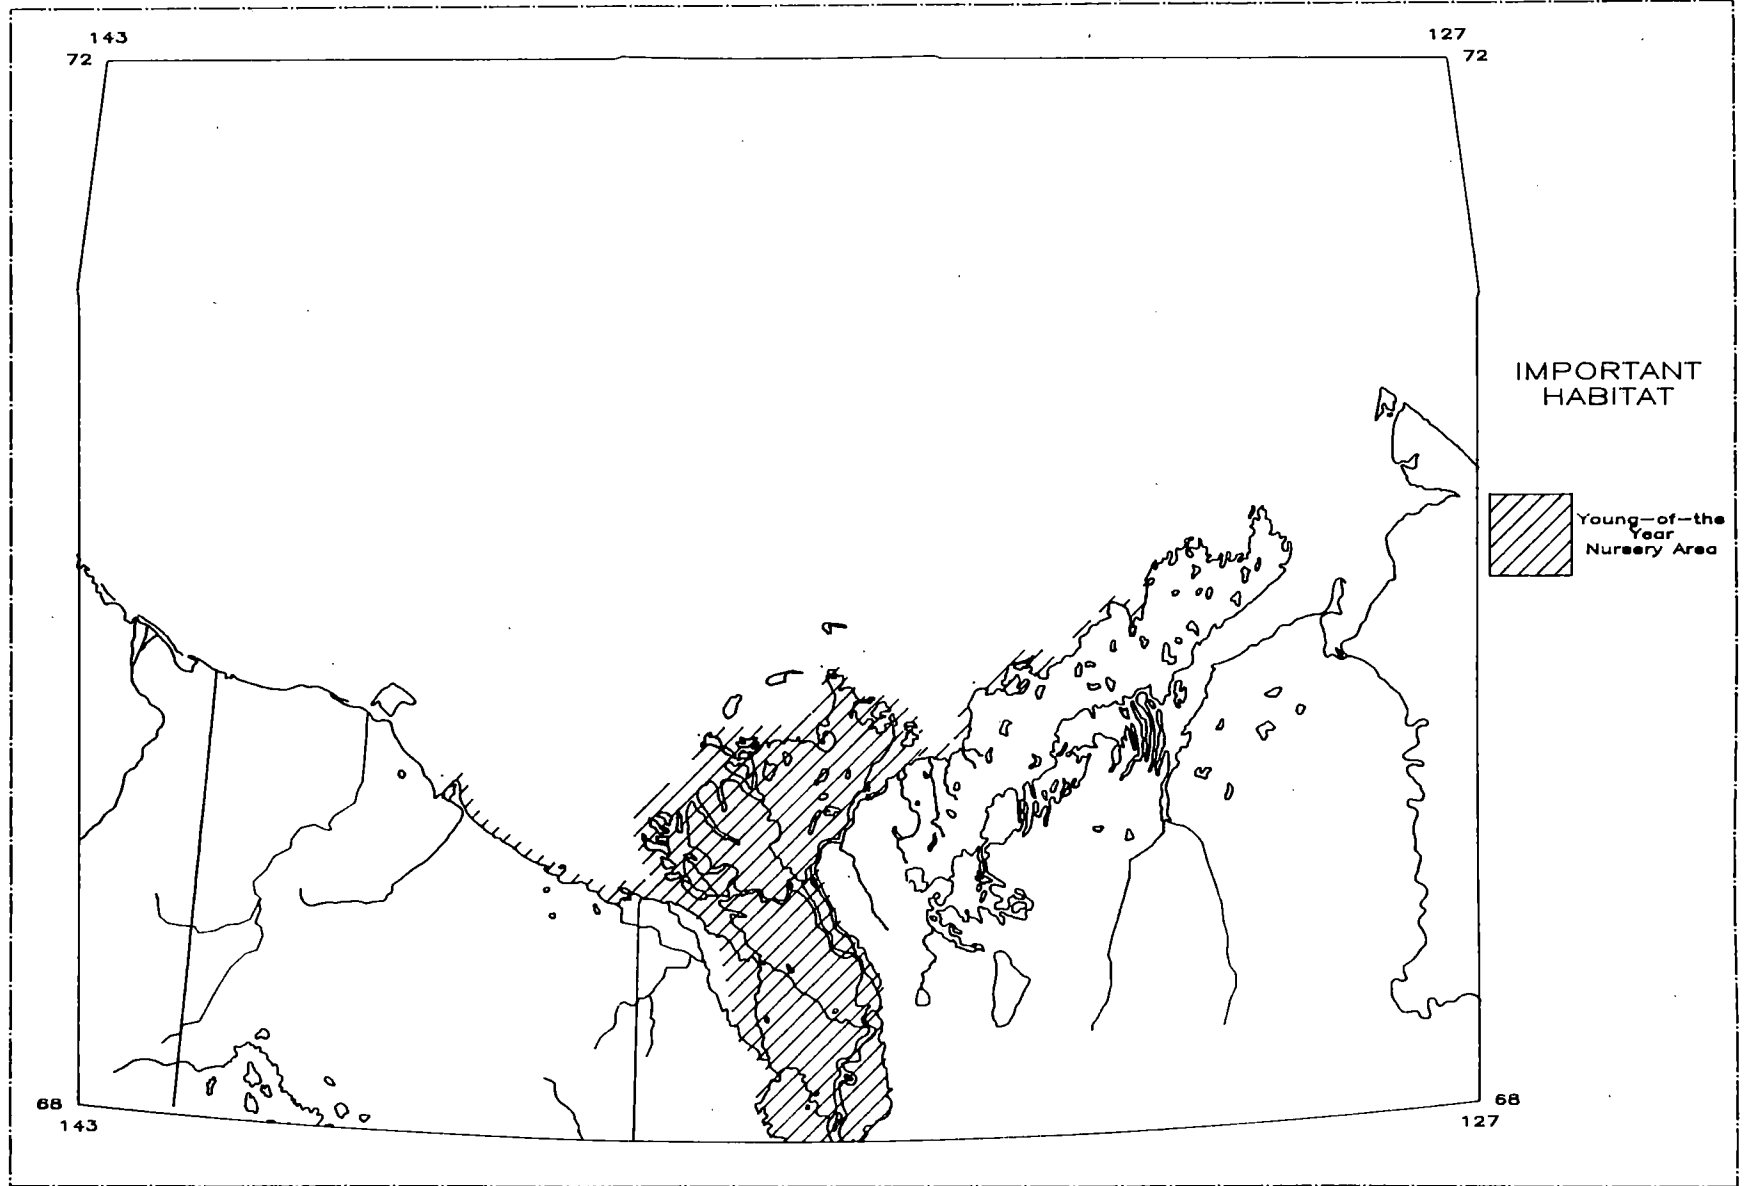 143
127
72
72
IMPORTANT
HABITAT
Young-of-the
Year
Nursery Area
68
68
143
127